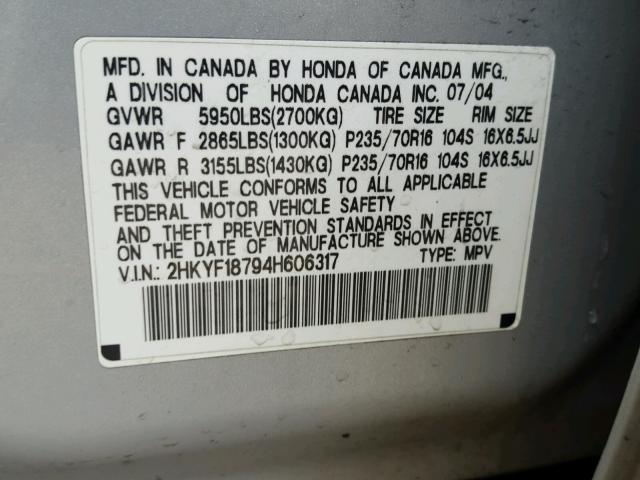 MFD. IN CANADA BY HONDA OF CANADA MFG.,
A DIVISION OF HONDA CANADA INC. 07/04
GVWR 5950LBS(2700KG) TIRE SIZE RIM SIZE
GAWR F 2865LBS(1300KG) P235/70R16 104S 16X6.5JJ
GAWR R 3155LBS(1430KG) P235/70R16 104S 16X6.5JJ
THIS VEHICLE CONFORMS TO ALL APPLICABLE
FEDERAL MOTOR VEHICLE SAFETY
AND THEFT PREVENTION STANDARDS IN EFFECT
ON THE DATE OF MANUFACTURE SHOWN ABOVE.
V.I.N.: 2HKYF18794H606317 TYPE: MPV